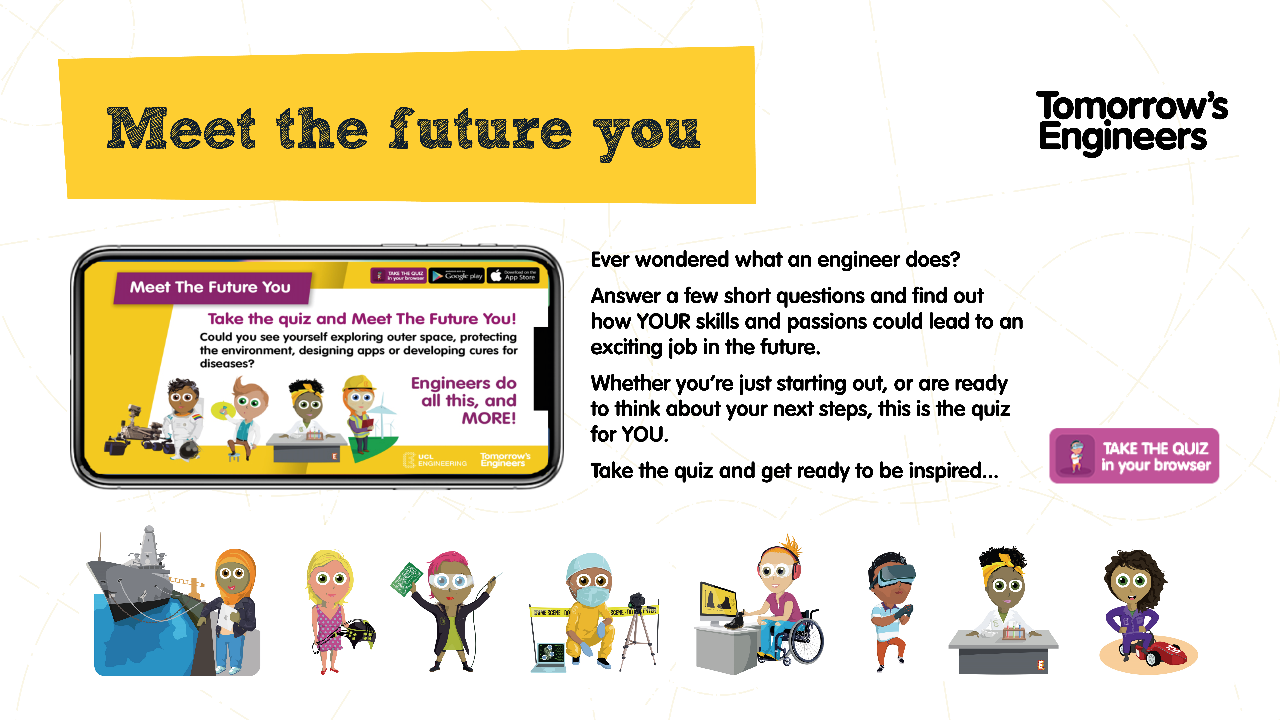 Meet the future you
Tomorrow's
Engineers
Meet The Future You
TAKE THE QUIZ
in your browser
Google play
Download on the
App Store
Take the quiz and Meet The Future You!
Could you see yourself exploring outer space, protecting
the environment, designing apps or developing cures for
diseases?
Engineers do
all this, and
MORE!
UCL
ENGINEERING
Tomorrow's
Engineers
Ever wondered what an engineer does?
Answer a few short questions and find out
how YOUR skills and passions could lead to an
exciting job in the future.
Whether you're just starting out, or are ready
to think about your next steps, this is the quiz
for YOU.
Take the quiz and get ready to be inspired...
TAKE THE QUIZ
in your browser